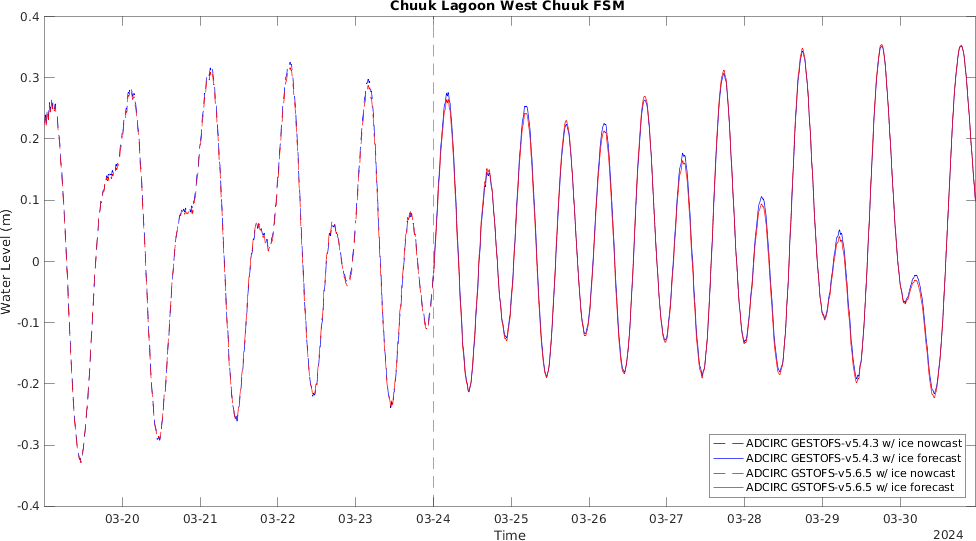 Chuuk Lagoon West Chuuk FSM
0.4
0.3
0.2
0.1
0
-0.1
-0.2
-0.3
-0.4
Water Level (m)
ADCIRC GESTOFS-v5.4.3 w/ ice nowcast
ADCIRC GESTOFS-v5.4.3 w/ ice forecast
ADCIRC GSTOFS-v5.6.5 w/ ice nowcast
ADCIRC GSTOFS-v5.6.5 w/ ice forecast
03-20 03-21 03-22 03-23 03-24 03-25 03-26 03-27 03-28 03-29 03-30
Time
2024